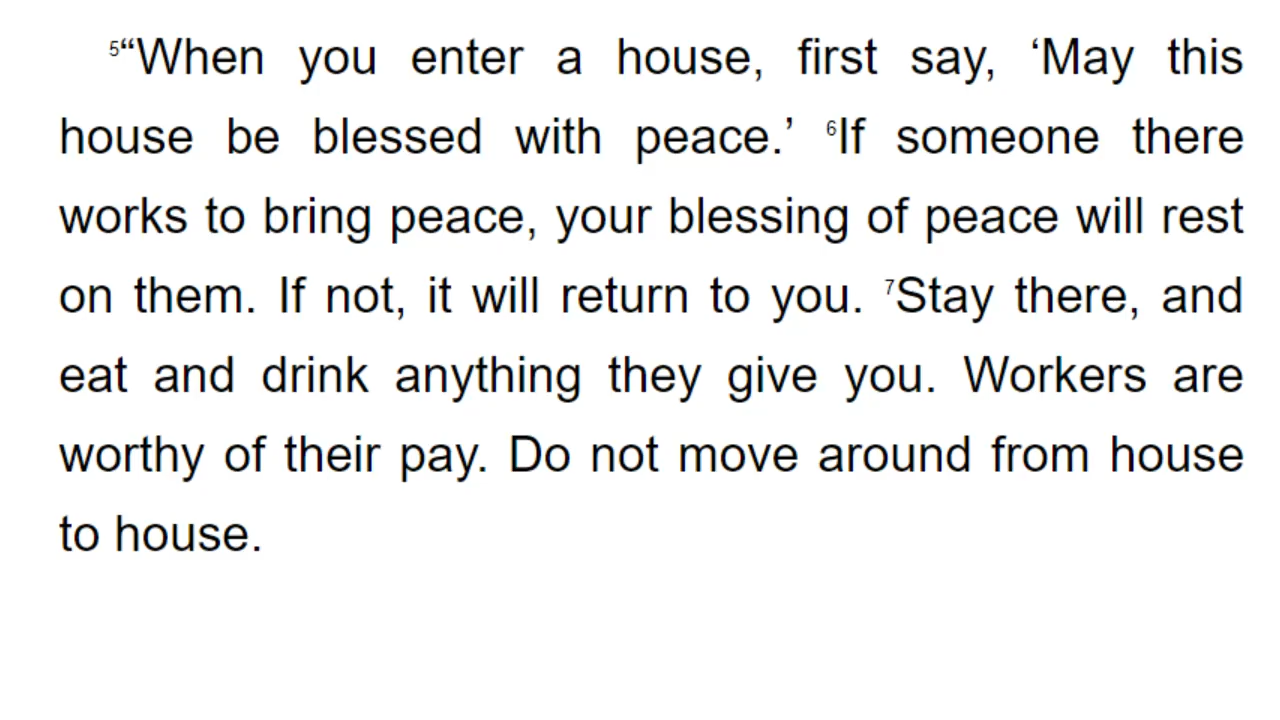 5“When you enter a house, first say, ‘May this
house be blessed with peace.’ 6If someone there
works to bring peace, your blessing of peace will rest
on them. If not, it will return to you. 7Stay there, and
eat and drink anything they give you. Workers are
worthy of their pay. Do not move around from house
to house.